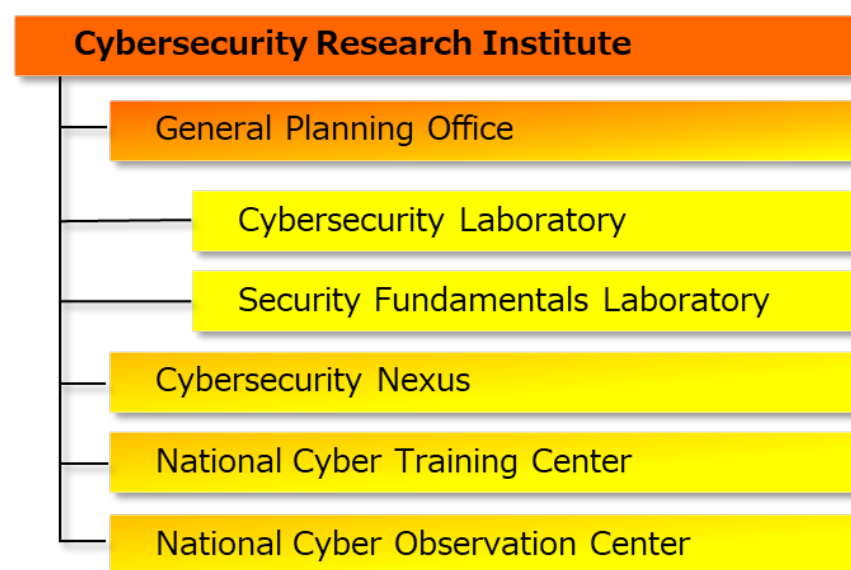 Cybersecurity Research Institute
General Planning Office
Cybersecurity Laboratory
Security Fundamentals Laboratory
Cybersecurity Nexus
National Cyber Training Center
National Cyber Observation Center